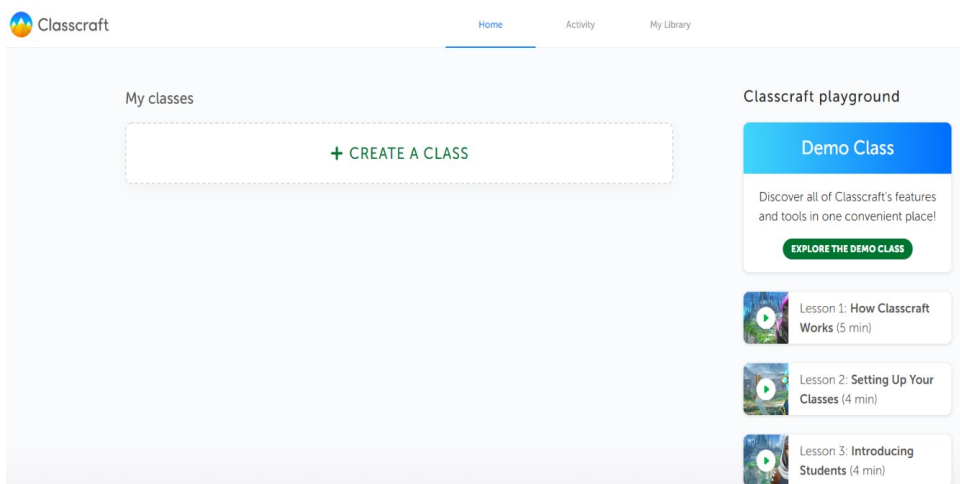 Classcraft
Home
Activity
My Library
My classes
+ CREATE A CLASS
Classcraft playground
Demo Class
Discover all of Classcraft's features
and tools in one convenient place!
EXPLORE THE DEMO CLASS
Lesson 1: How Classcraft
Works (5 min)
Lesson 2: Setting Up Your
Classes (4 min)
Lesson 3: Introducing
Students (4 min)